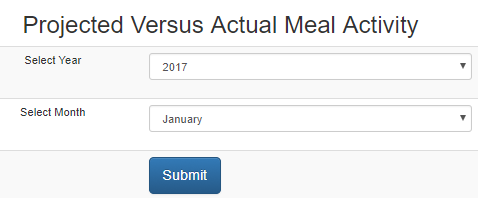 Projected Versus Actual Meal Activity
Select Year
2017
Select Month
January
Submit